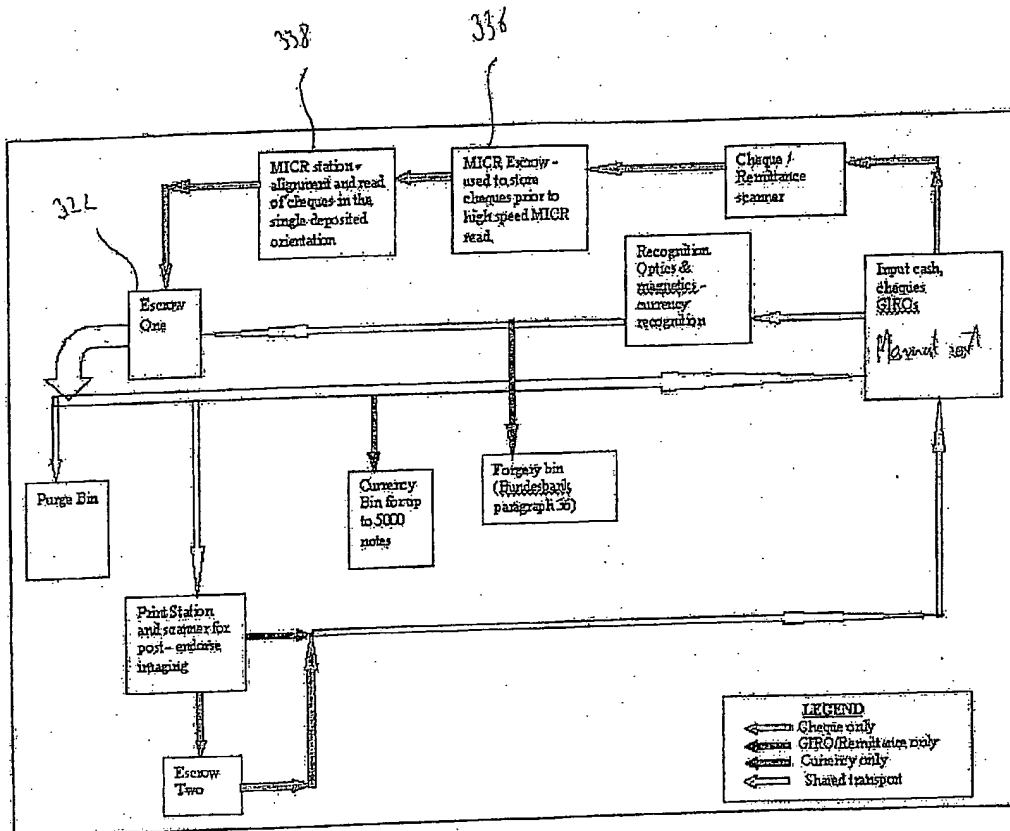 338
336
322
MICR station -
alignment and read
of cheques in the
single deposited
orientation
MICR Escrow -
used to store
cheques prior to
high speed MICR
read.
Cheque /
Remittance
scanner
Recognition
Optics &
magnetics -
currency
recognition
Input cash,
cheques
GIROs
Escrow
One
Purge Bin
Currency
Bin for up
to 5000
notes
Forgery bin
(Bundesbank
paragraph 36)
Print Station
and scanner for
post-endorse
imaging
Escrow
Two
LEGEND
Cheque only
GIRO/Remittance only
Currency only
Shared transport